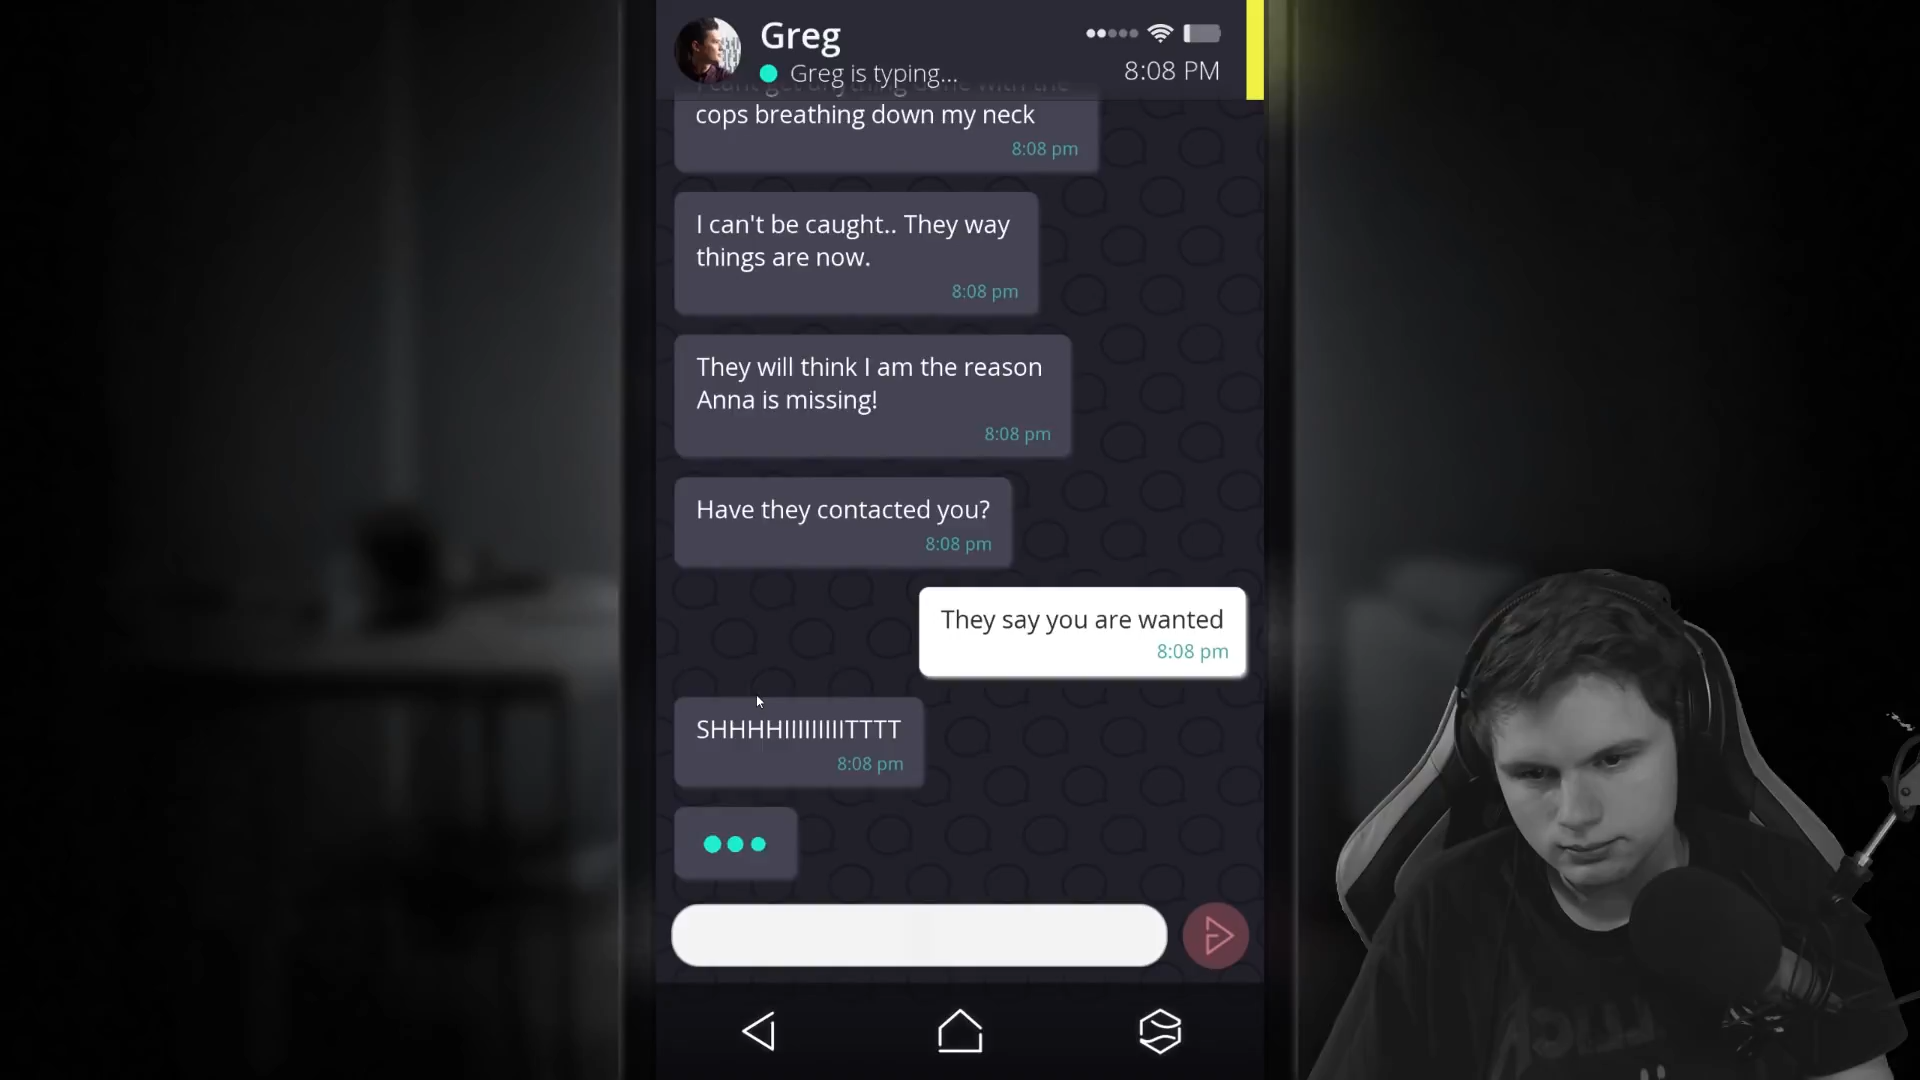 Greg
Greg is typing...
8:08 PM
cops breathing down my neck
8:08 pm
I can't be caught.. They way
things are now.
8:08 pm
They will think I am the reason
Anna is missing!
8:08 pm
Have they contacted you?
8:08 pm
They say you are wanted
8:08 pm
SHHHHIIIIIIIIITTTT
8:08 pm